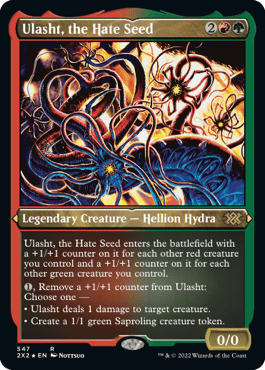 Ulasht, the Hate Seed 2
Legendary Creature — Hellion Hydra
Ulasht, the Hate Seed enters the battlefield with
a +1/+1 counter on it for each other red creature
you control and a +1/+1 counter on it for each
other green creature you control.
1, Remove a +1/+1 counter from Ulasht:
Choose one —
• Ulasht deals 1 damage to target creature.
• Create a 1/1 green Saproling creature token.
0/0
547 R
2X2 ★ EN Nottsuo
™ & © 2022 Wizards of the Coast